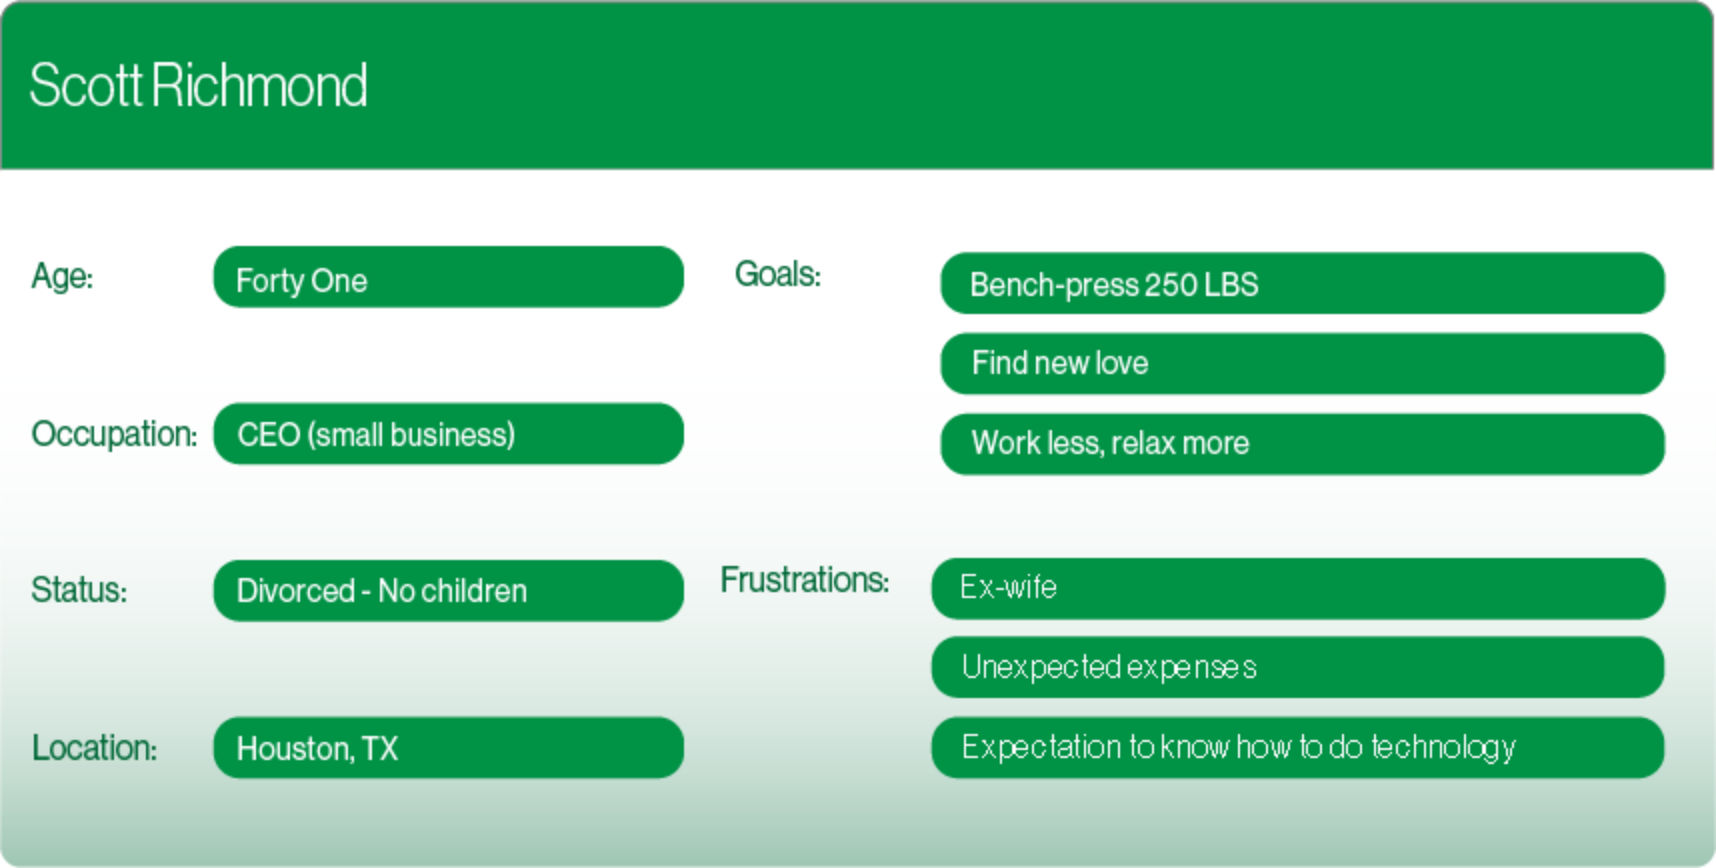 Scott Richmond
Age:
Forty One
Occupation:
CEO (small business)
Status:
Divorced - No children
Location:
Houston, TX
Goals:
Bench-press 250 LBS
Find new love
Work less, relax more
Frustrations:
Ex-wife
Unexpected expenses
Expectation to know how to do technology